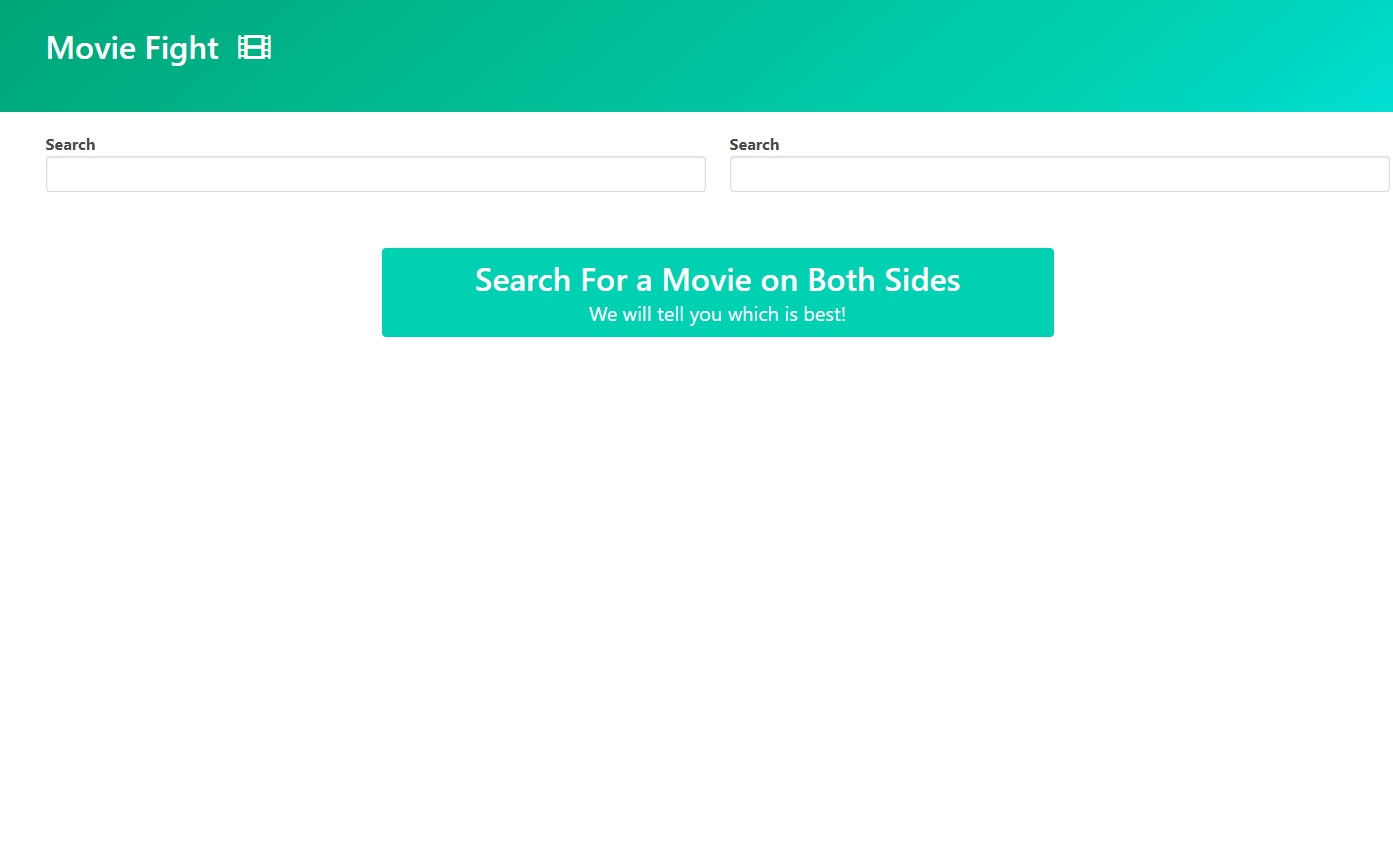 Movie Fight
Search
Search
Search For a Movie on Both Sides
We will tell you which is best!